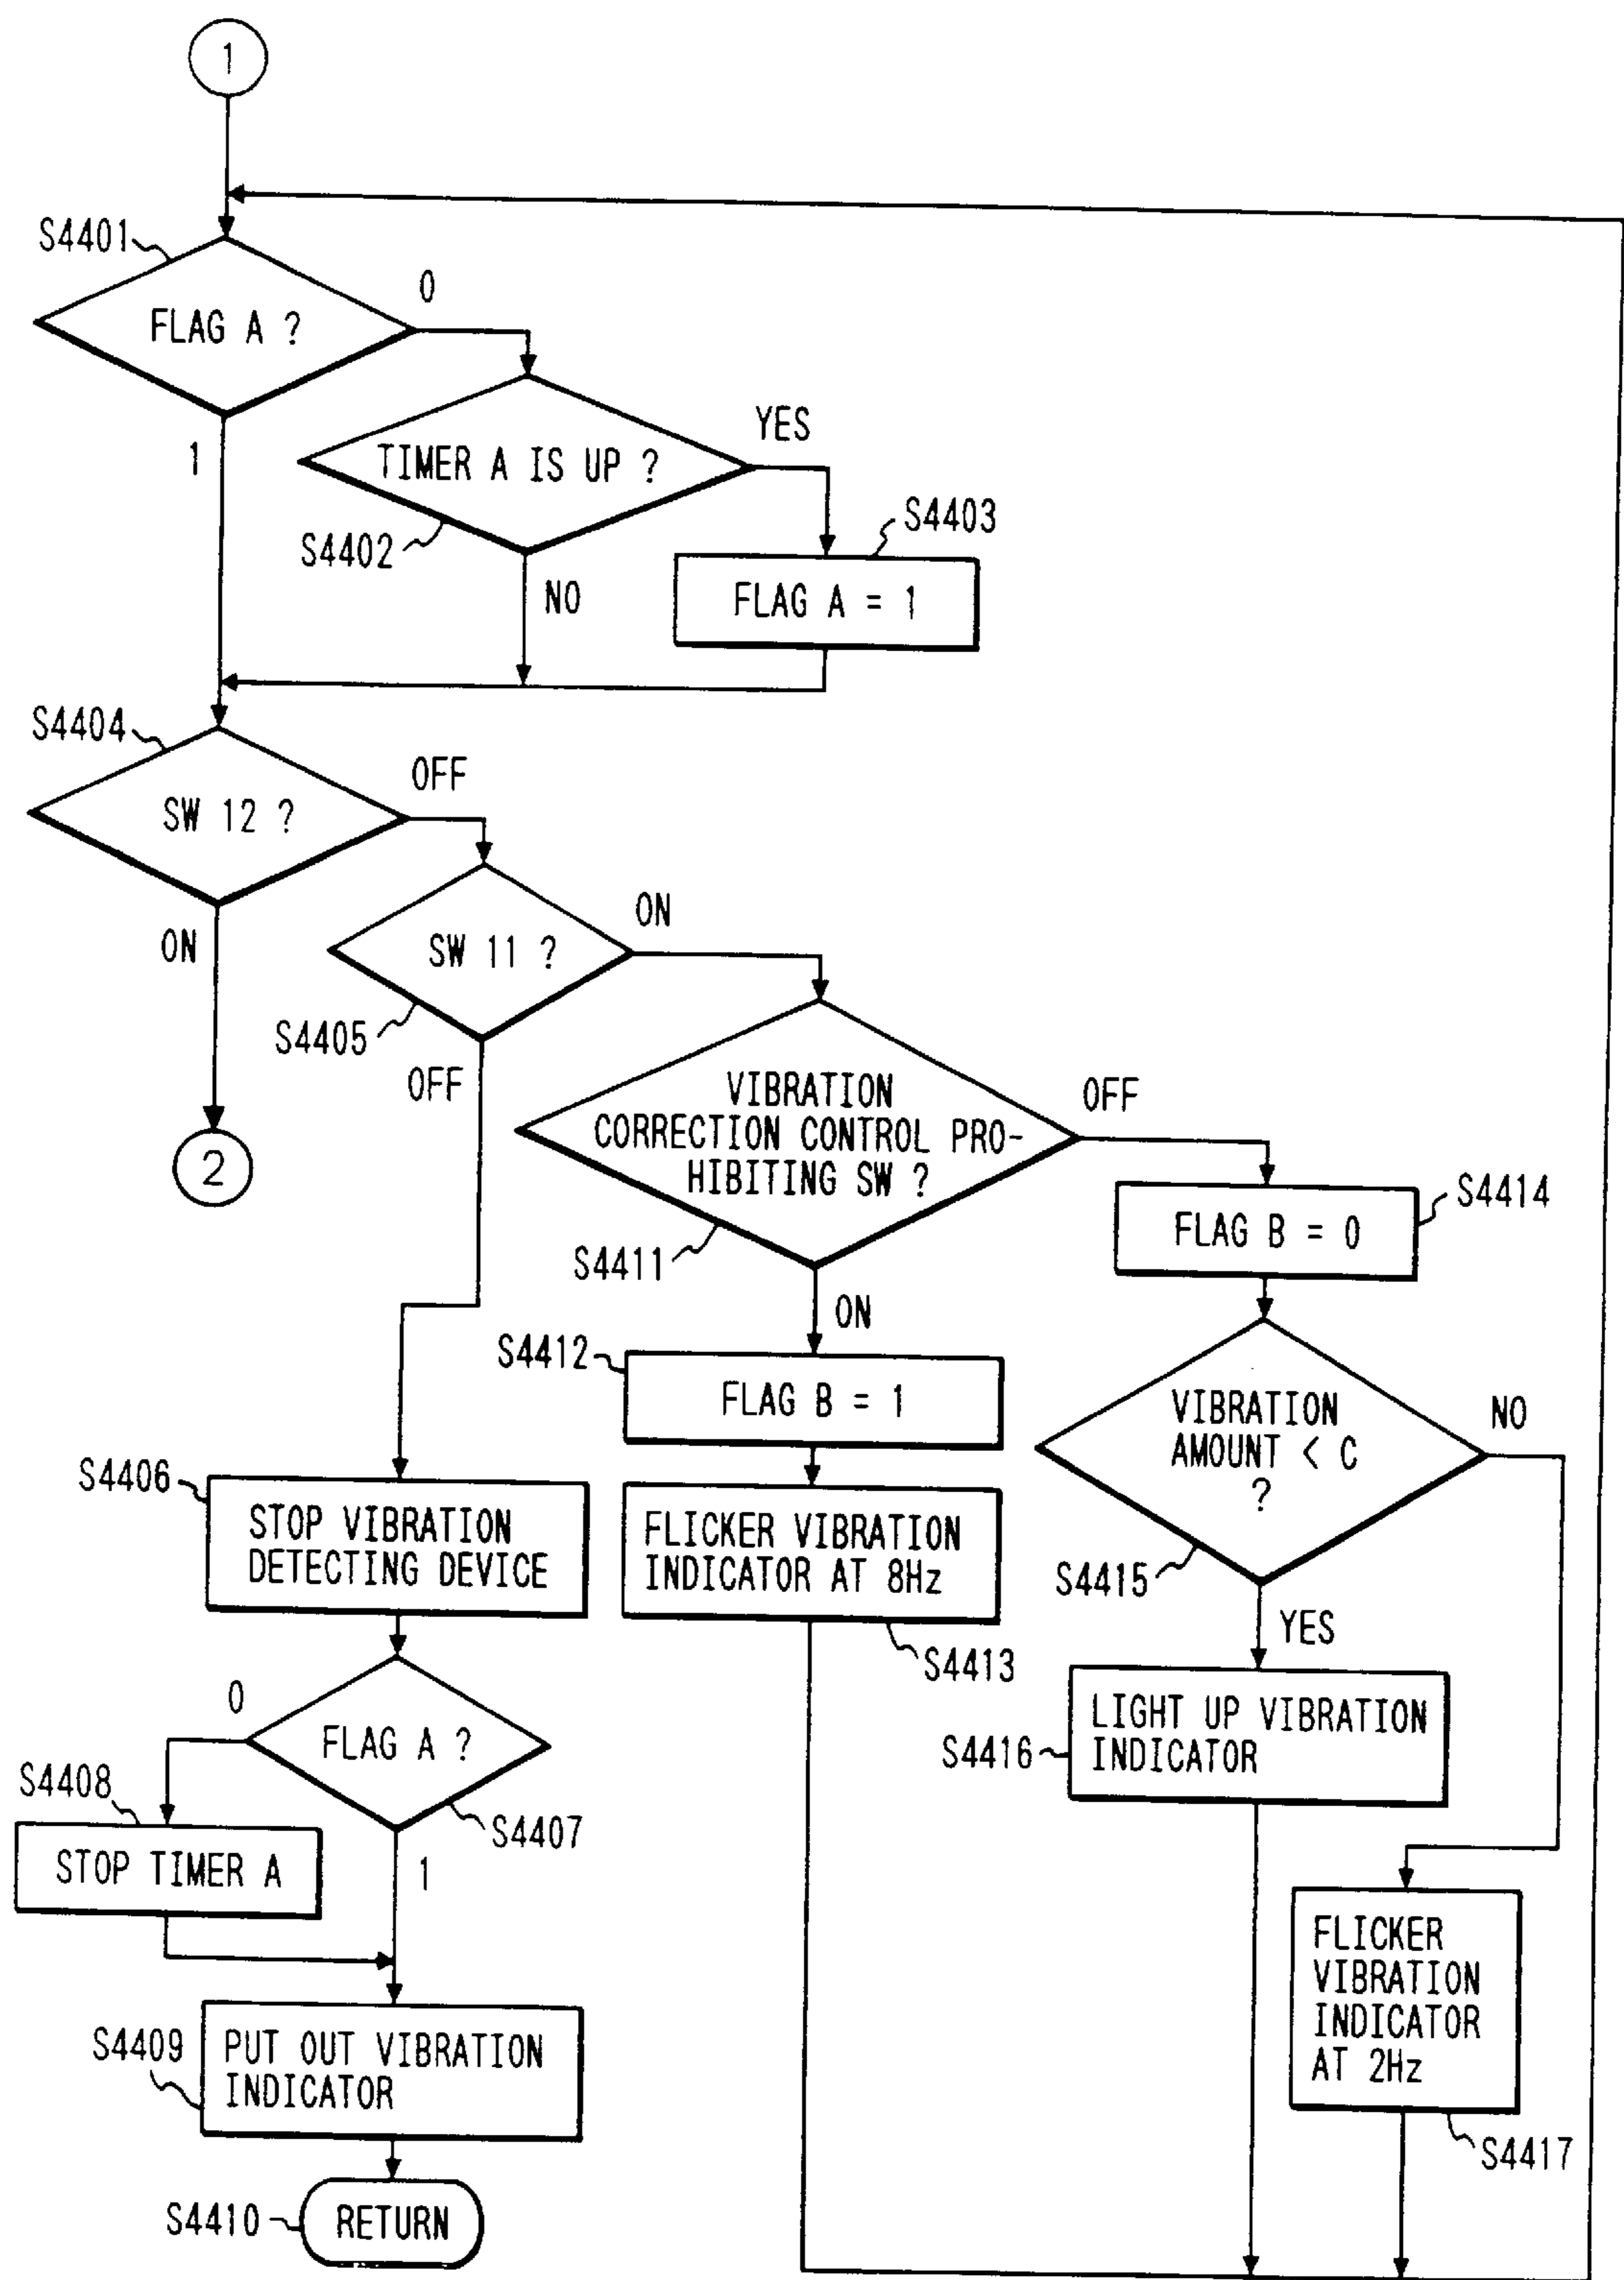 1
S4401
FLAG A ?
0
1
TIMER A IS UP ?
YES
S4402
NO
S4403
FLAG A = 1
S4404
SW 12 ?
OFF
ON
2
SW 11 ?
ON
S4405
OFF
VIBRATION
CORRECTION CONTROL PRO-
HIBITING SW ?
OFF
S4411
ON
S4414
FLAG B = 0
S4412
FLAG B = 1
VIBRATION
AMOUNT < C
?
NO
S4415
YES
S4406
STOP VIBRATION
DETECTING DEVICE
FLICKER VIBRATION
INDICATOR AT 8Hz
S4413
0
FLAG A ?
S4407
1
S4408
STOP TIMER A
LIGHT UP VIBRATION
INDICATOR
S4416
FLICKER
VIBRATION
INDICATOR
AT 2Hz
S4417
S4409
PUT OUT VIBRATION
INDICATOR
S4410
RETURN